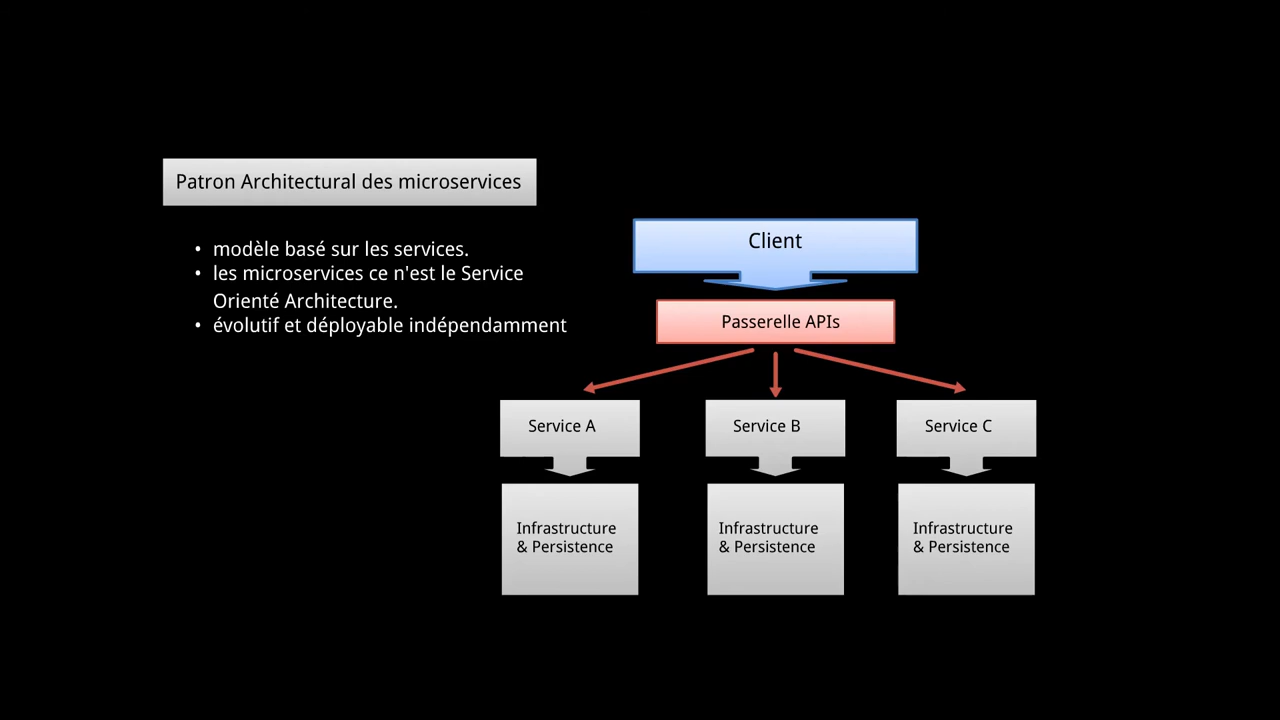 Patron Architectural des microservices
• modèle basé sur les services.
• les microservices ce n'est le Service
Orienté Architecture.
• évolutif et déployable indépendamment
Client
Passerelle APIs
Service A
Service B
Service C
Infrastructure
& Persistence
Infrastructure
& Persistence
Infrastructure
& Persistence